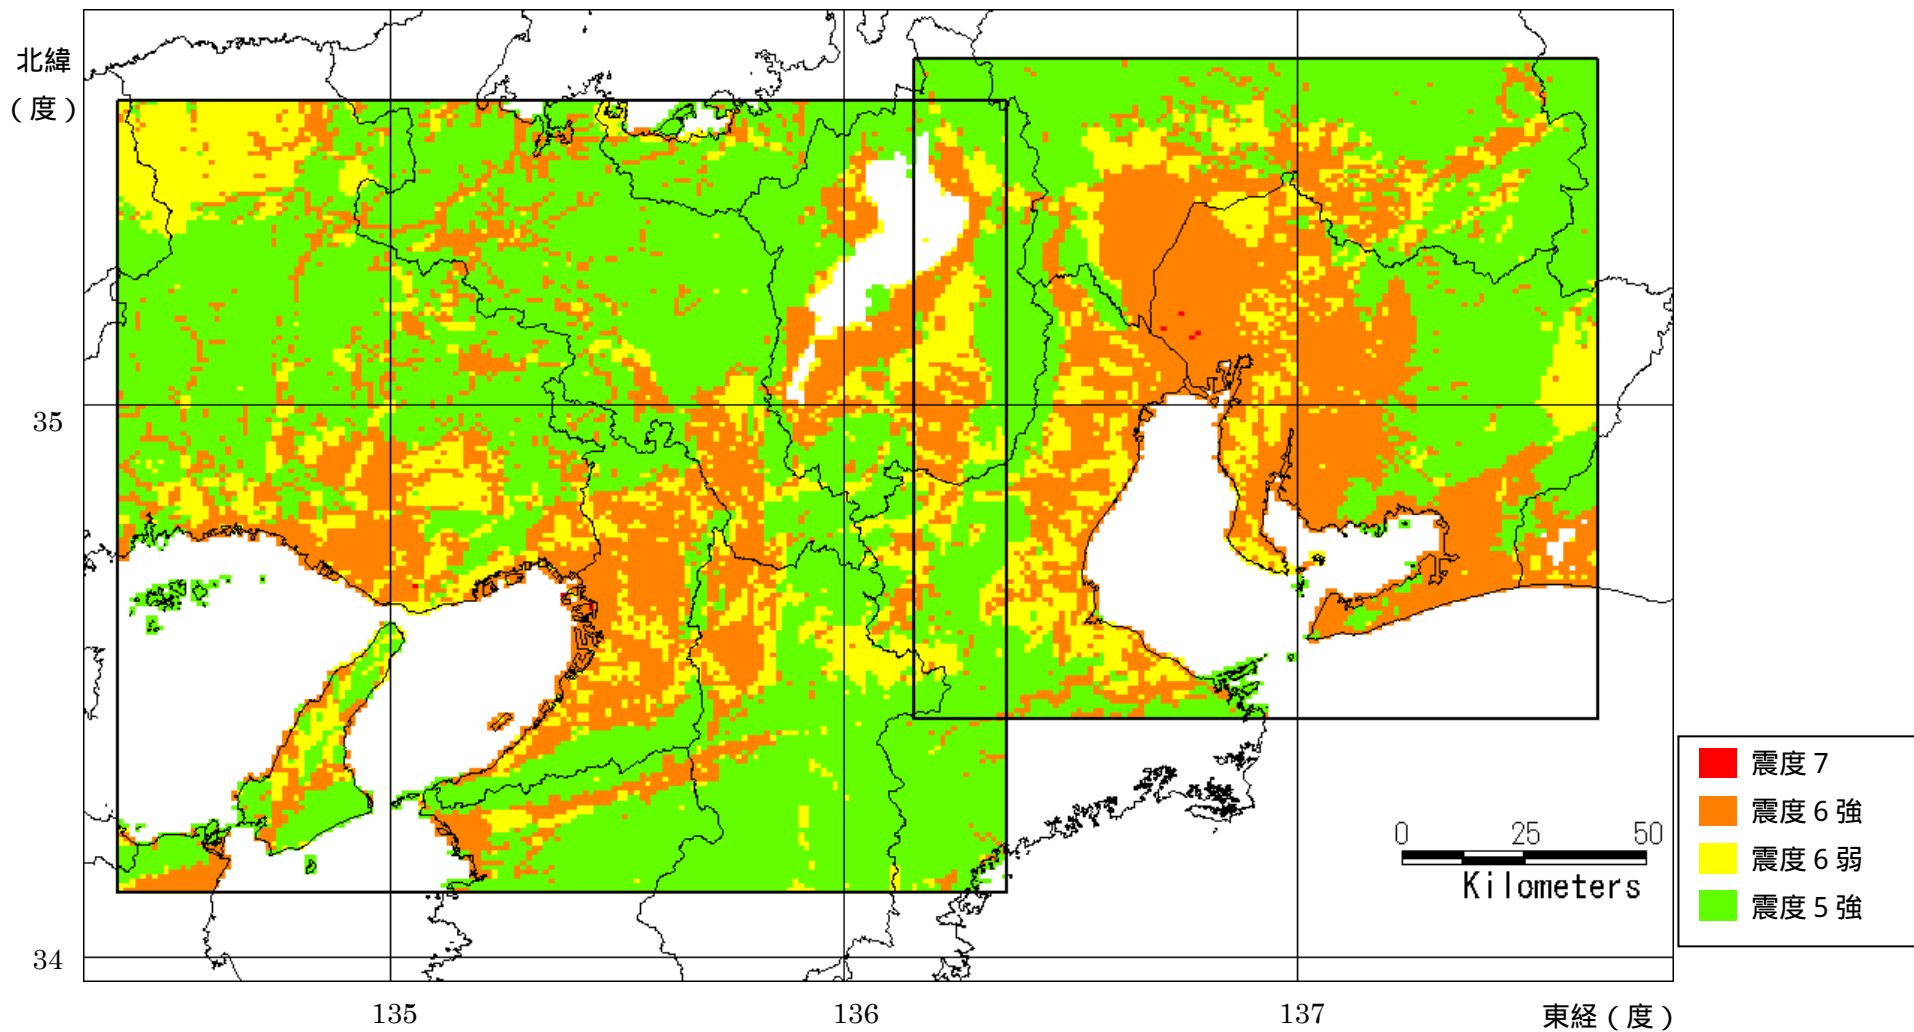 北緯
（度）
35
34
135
136
137
東経（度）
0 25 50
Kilometers
震度７
震度６強
震度６弱
震度５強